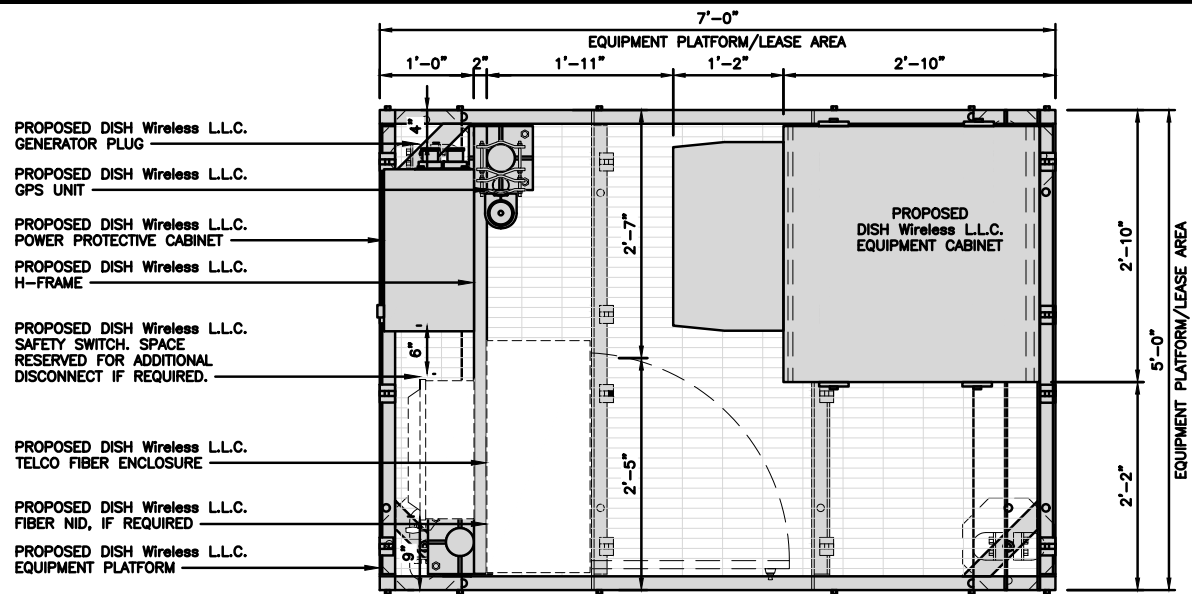 7'-0"
EQUIPMENT PLATFORM/LEASE AREA
1'-0"
2"
1'-11"
1'-2"
2'-10"
PROPOSED DISH Wireless L.L.C.
GENERATOR PLUG
PROPOSED DISH Wireless L.L.C.
GPS UNIT
PROPOSED DISH Wireless L.L.C.
POWER PROTECTIVE CABINET
PROPOSED DISH Wireless L.L.C.
H-FRAME
PROPOSED DISH Wireless L.L.C.
SAFETY SWITCH. SPACE
RESERVED FOR ADDITIONAL
DISCONNECT IF REQUIRED.
PROPOSED DISH Wireless L.L.C.
TELCO FIBER ENCLOSURE
PROPOSED DISH Wireless L.L.C.
FIBER NID, IF REQUIRED
PROPOSED DISH Wireless L.L.C.
EQUIPMENT PLATFORM
4"
6"
9"
2'-7"
2'-5"
PROPOSED
DISH Wireless L.L.C.
EQUIPMENT CABINET
2'-10"
2'-2"
5'-0"
EQUIPMENT PLATFORM/LEASE AREA